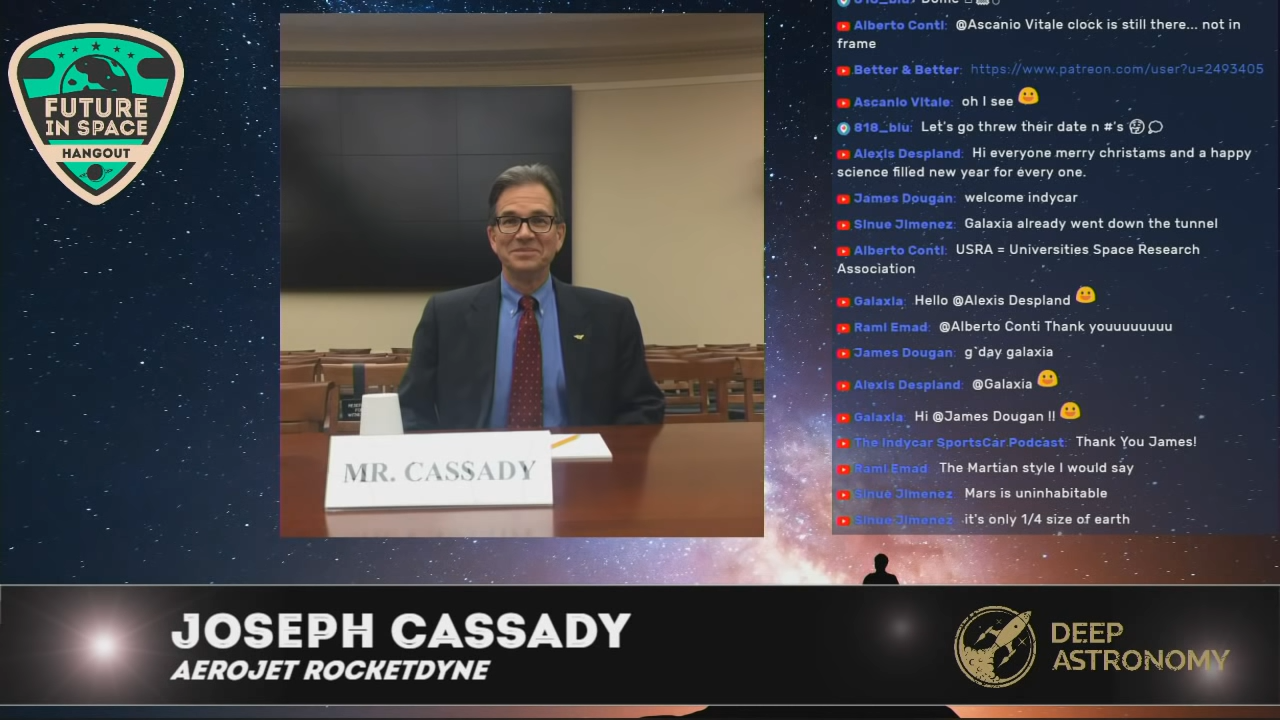 FUTURE
IN SPACE
HANGOUT
MR. CASSADY
Alberto Conti: @Ascanio Vitale clock is still there... not in
frame
Better & Better: https://www.patreon.com/user?u=2493405
Ascanio Vitale: oh I see
818_blu: Let's go threw their date n #'s
Alexis Despland: Hi everyone merry christams and a happy
science filled new year for every one.
James Dougan: welcome indycar
Sinue Jimenez: Galaxia already went down the tunnel
Alberto Conti: USRA = Universities Space Research
Association
Galaxia: Hello @Alexis Despland
Rami Emad: @Alberto Conti Thank youuuuuuuu
James Dougan: g`day galaxia
Alexis Despland: @Galaxia
Galaxia: Hi @James Dougan !!
The Indycar SportsCar Podcast: Thank You James!
Rami Emad: The Martian style I would say
Sinue Jimenez: Mars is uninhabitable
Sinue Jimenez: it's only 1/4 size of earth
JOSEPH CASSADY
AEROJET ROCKETDYNE
DEEP
ASTRONOMY